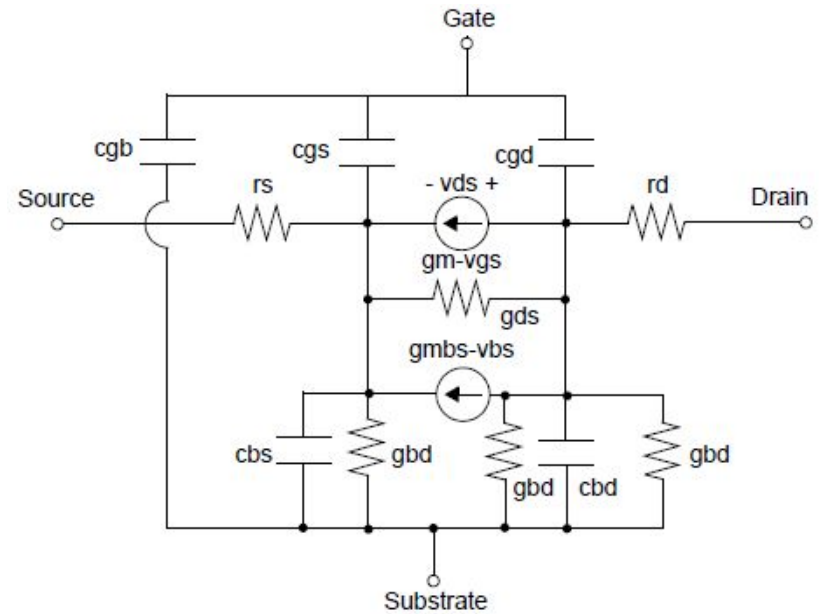 Gate
cgb
cgs
cgd
Source
rs
- vds +
rd
Drain
gm-vgs
gds
gmbs-vbs
cbs
gbd
gbd
cbd
gbd
Substrate